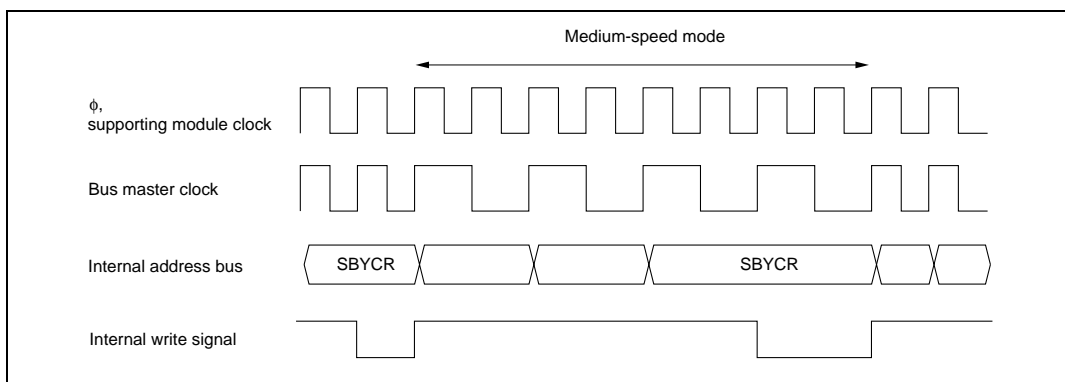 Medium-speed mode
ϕ,
supporting module clock
Bus master clock
Internal address bus
SBYCR
SBYCR
Internal write signal